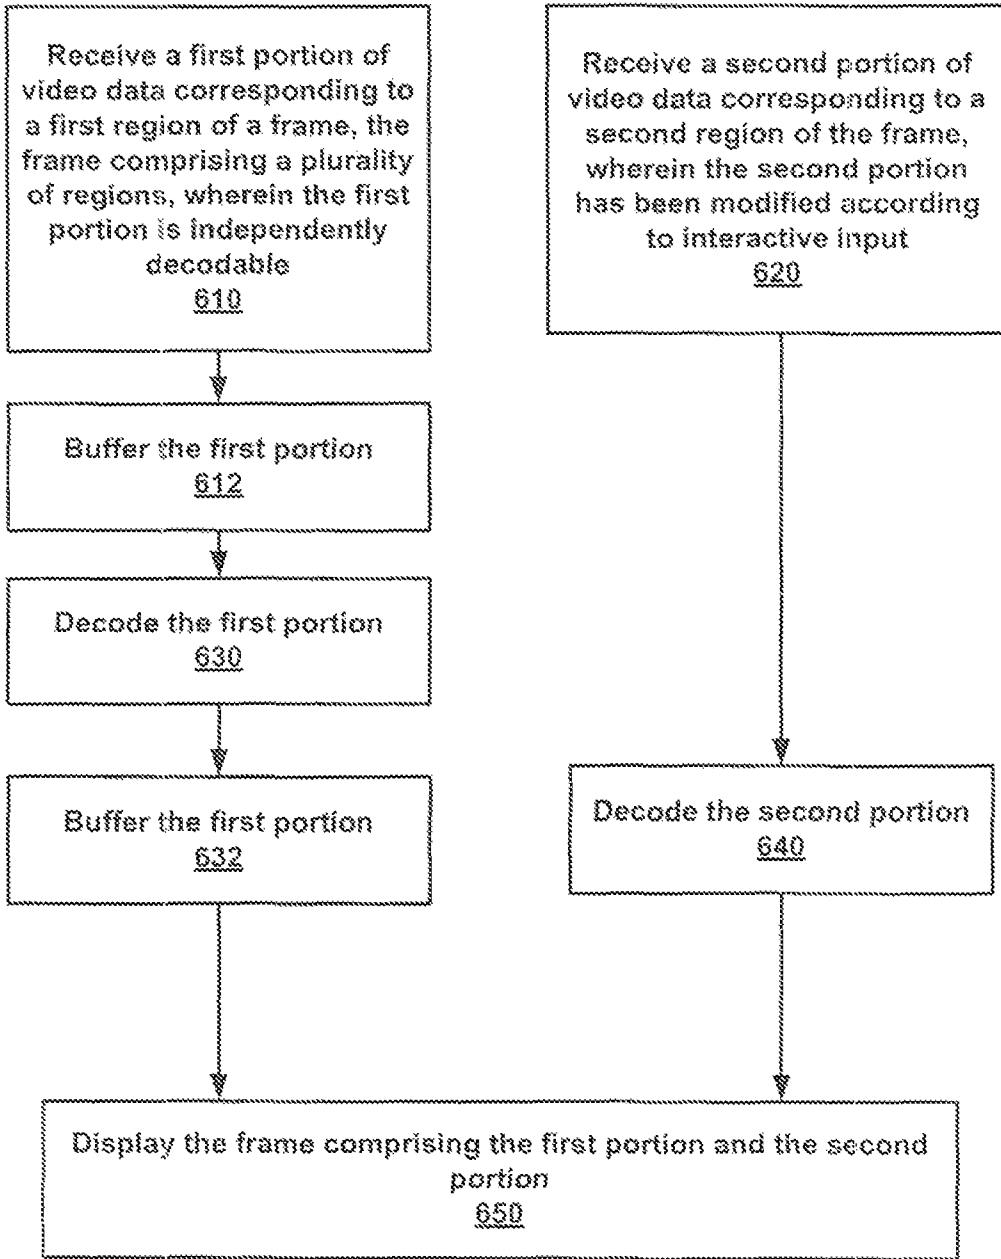 Receive a first portion of
video data corresponding to
a first region of a frame, the
frame comprising a plurality
of regions, wherein the first
portion is independently
decodable
610
Buffer the first portion
612
Decode the first portion
630
Buffer the first portion
632
Receive a second portion of
video data corresponding to a
second region of the frame,
wherein the second portion
has been modified according
to interactive input
620
Decode the second portion
640
Display the frame comprising the first portion and the second
portion
650